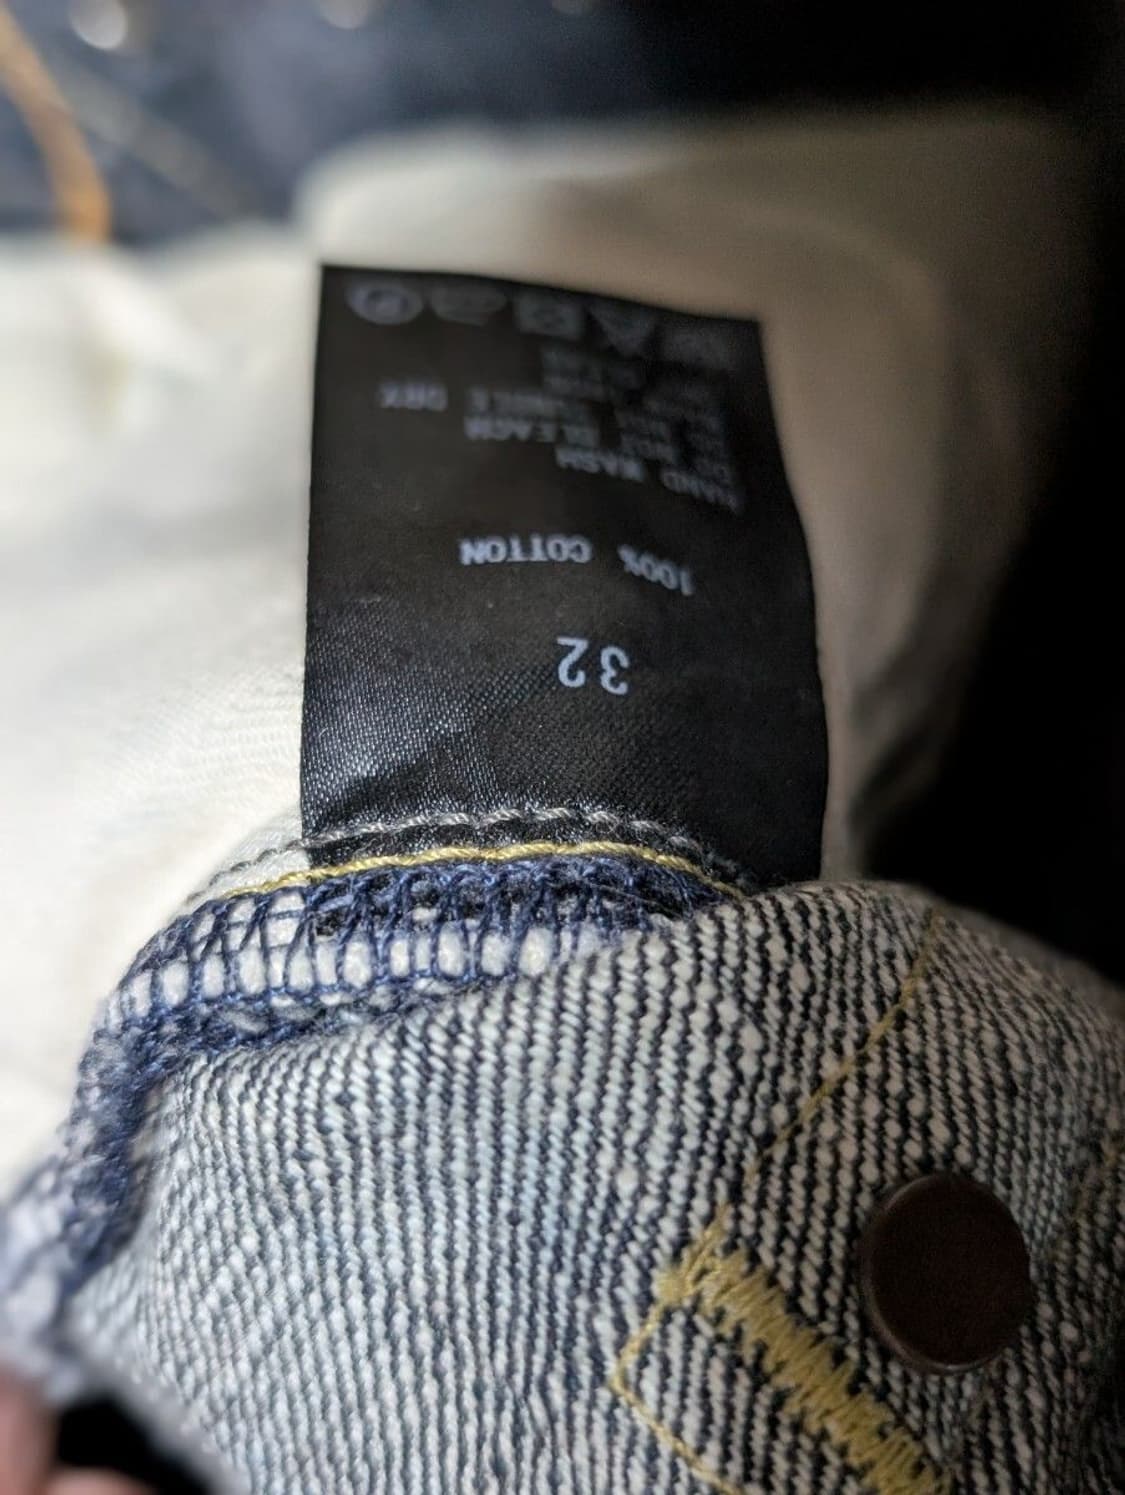 32
100% COTTON
HAND WASH
DO NOT BLEACH
DO NOT TUMBLE DRY